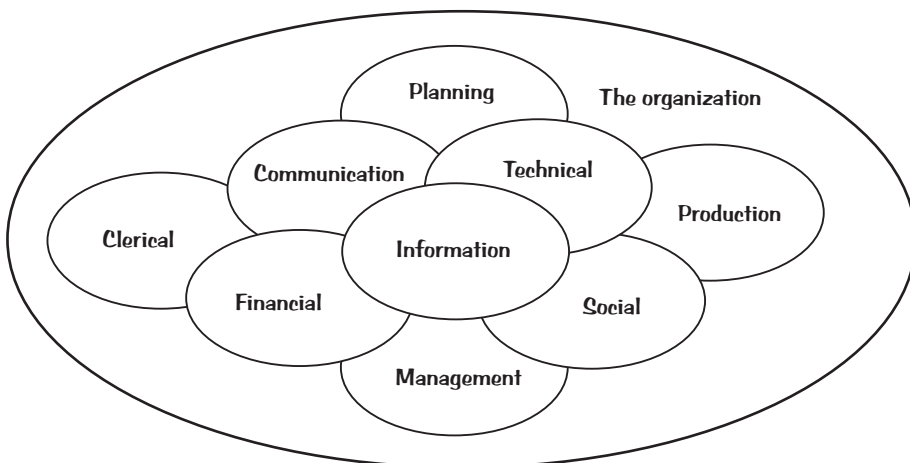 Planning
The organization
Communication
Technical
Clerical
Production
Information
Financial
Social
Management